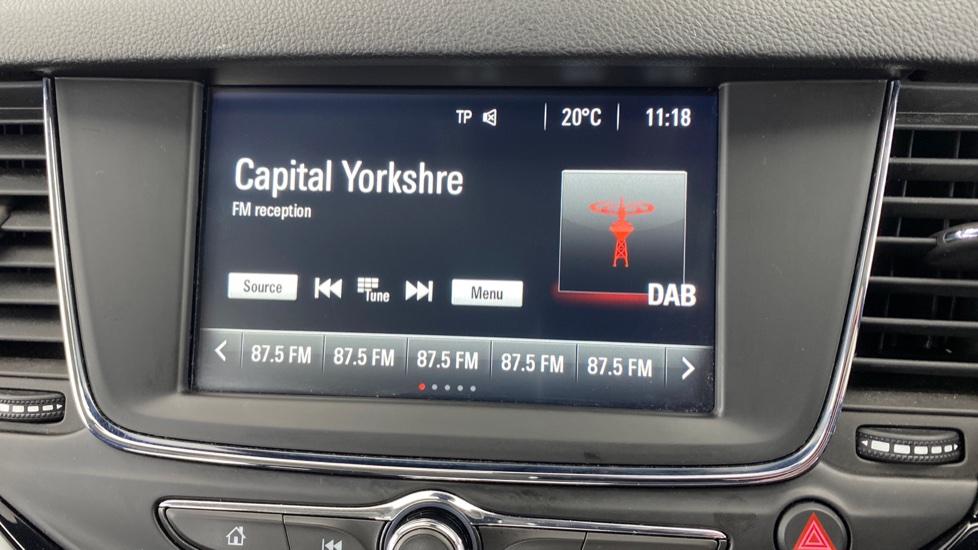 TP 20°C 11:18
Capital Yorkshre
FM reception
Source Tune Menu
DAB
87.5 FM 87.5 FM 87.5 FM 87.5 FM 87.5 FM